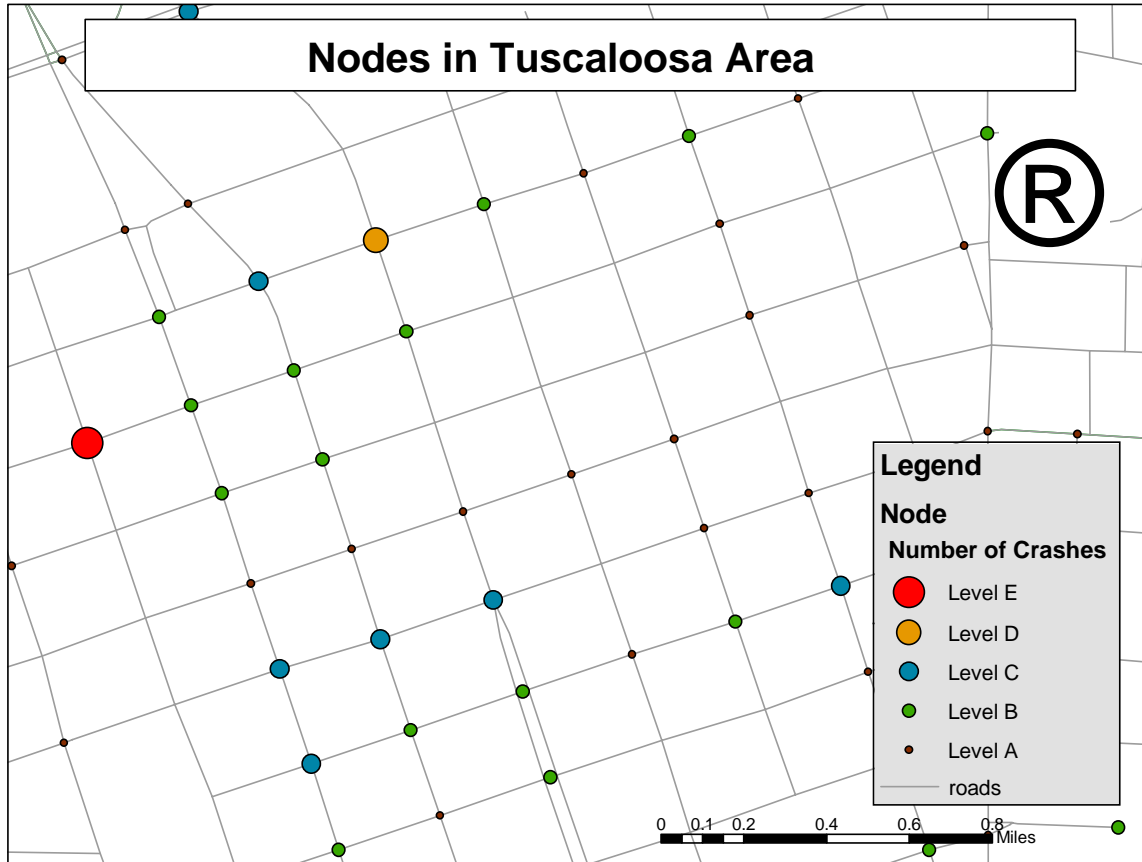 Nodes in Tuscaloosa Area
®
Legend
Node
Number of Crashes
Level E
Level D
Level C
Level B
Level A
roads
0 0.1 0.2 0.4 0.6 0.8
Miles